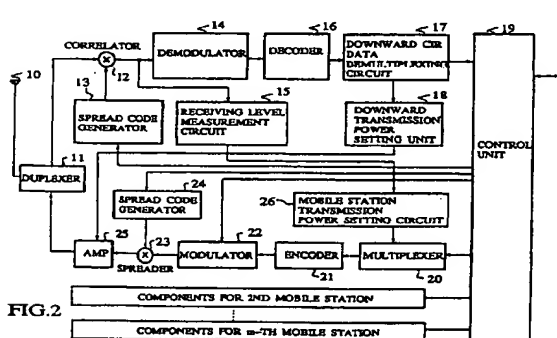 14
16
17
19
CORRELATOR
DEMODULATOR
DECODER
DOWNWARD CIR
DATA
DEMULTIPLEXING
CIRCUIT
10
12
13
15
18
SPREAD CODE
GENERATOR
RECEIVING LEVEL
MEASUREMENT
CIRCUIT
DOWNWARD
TRANSMISSION
POWER
SETTING UNIT
CONTROL
UNIT
11
DUPLEXER
24
SPREAD CODE
GENERATOR
26
MOBILE STATION
TRANSMISSION
POWER SETTING CIRCUIT
25
23
22
AMP
SPREADER
MODULATOR
ENCODER
MULTIPLEXER
21
20
FIG.2
COMPONENTS FOR 2ND MOBILE STATION
COMPONENTS FOR m-TH MOBILE STATION